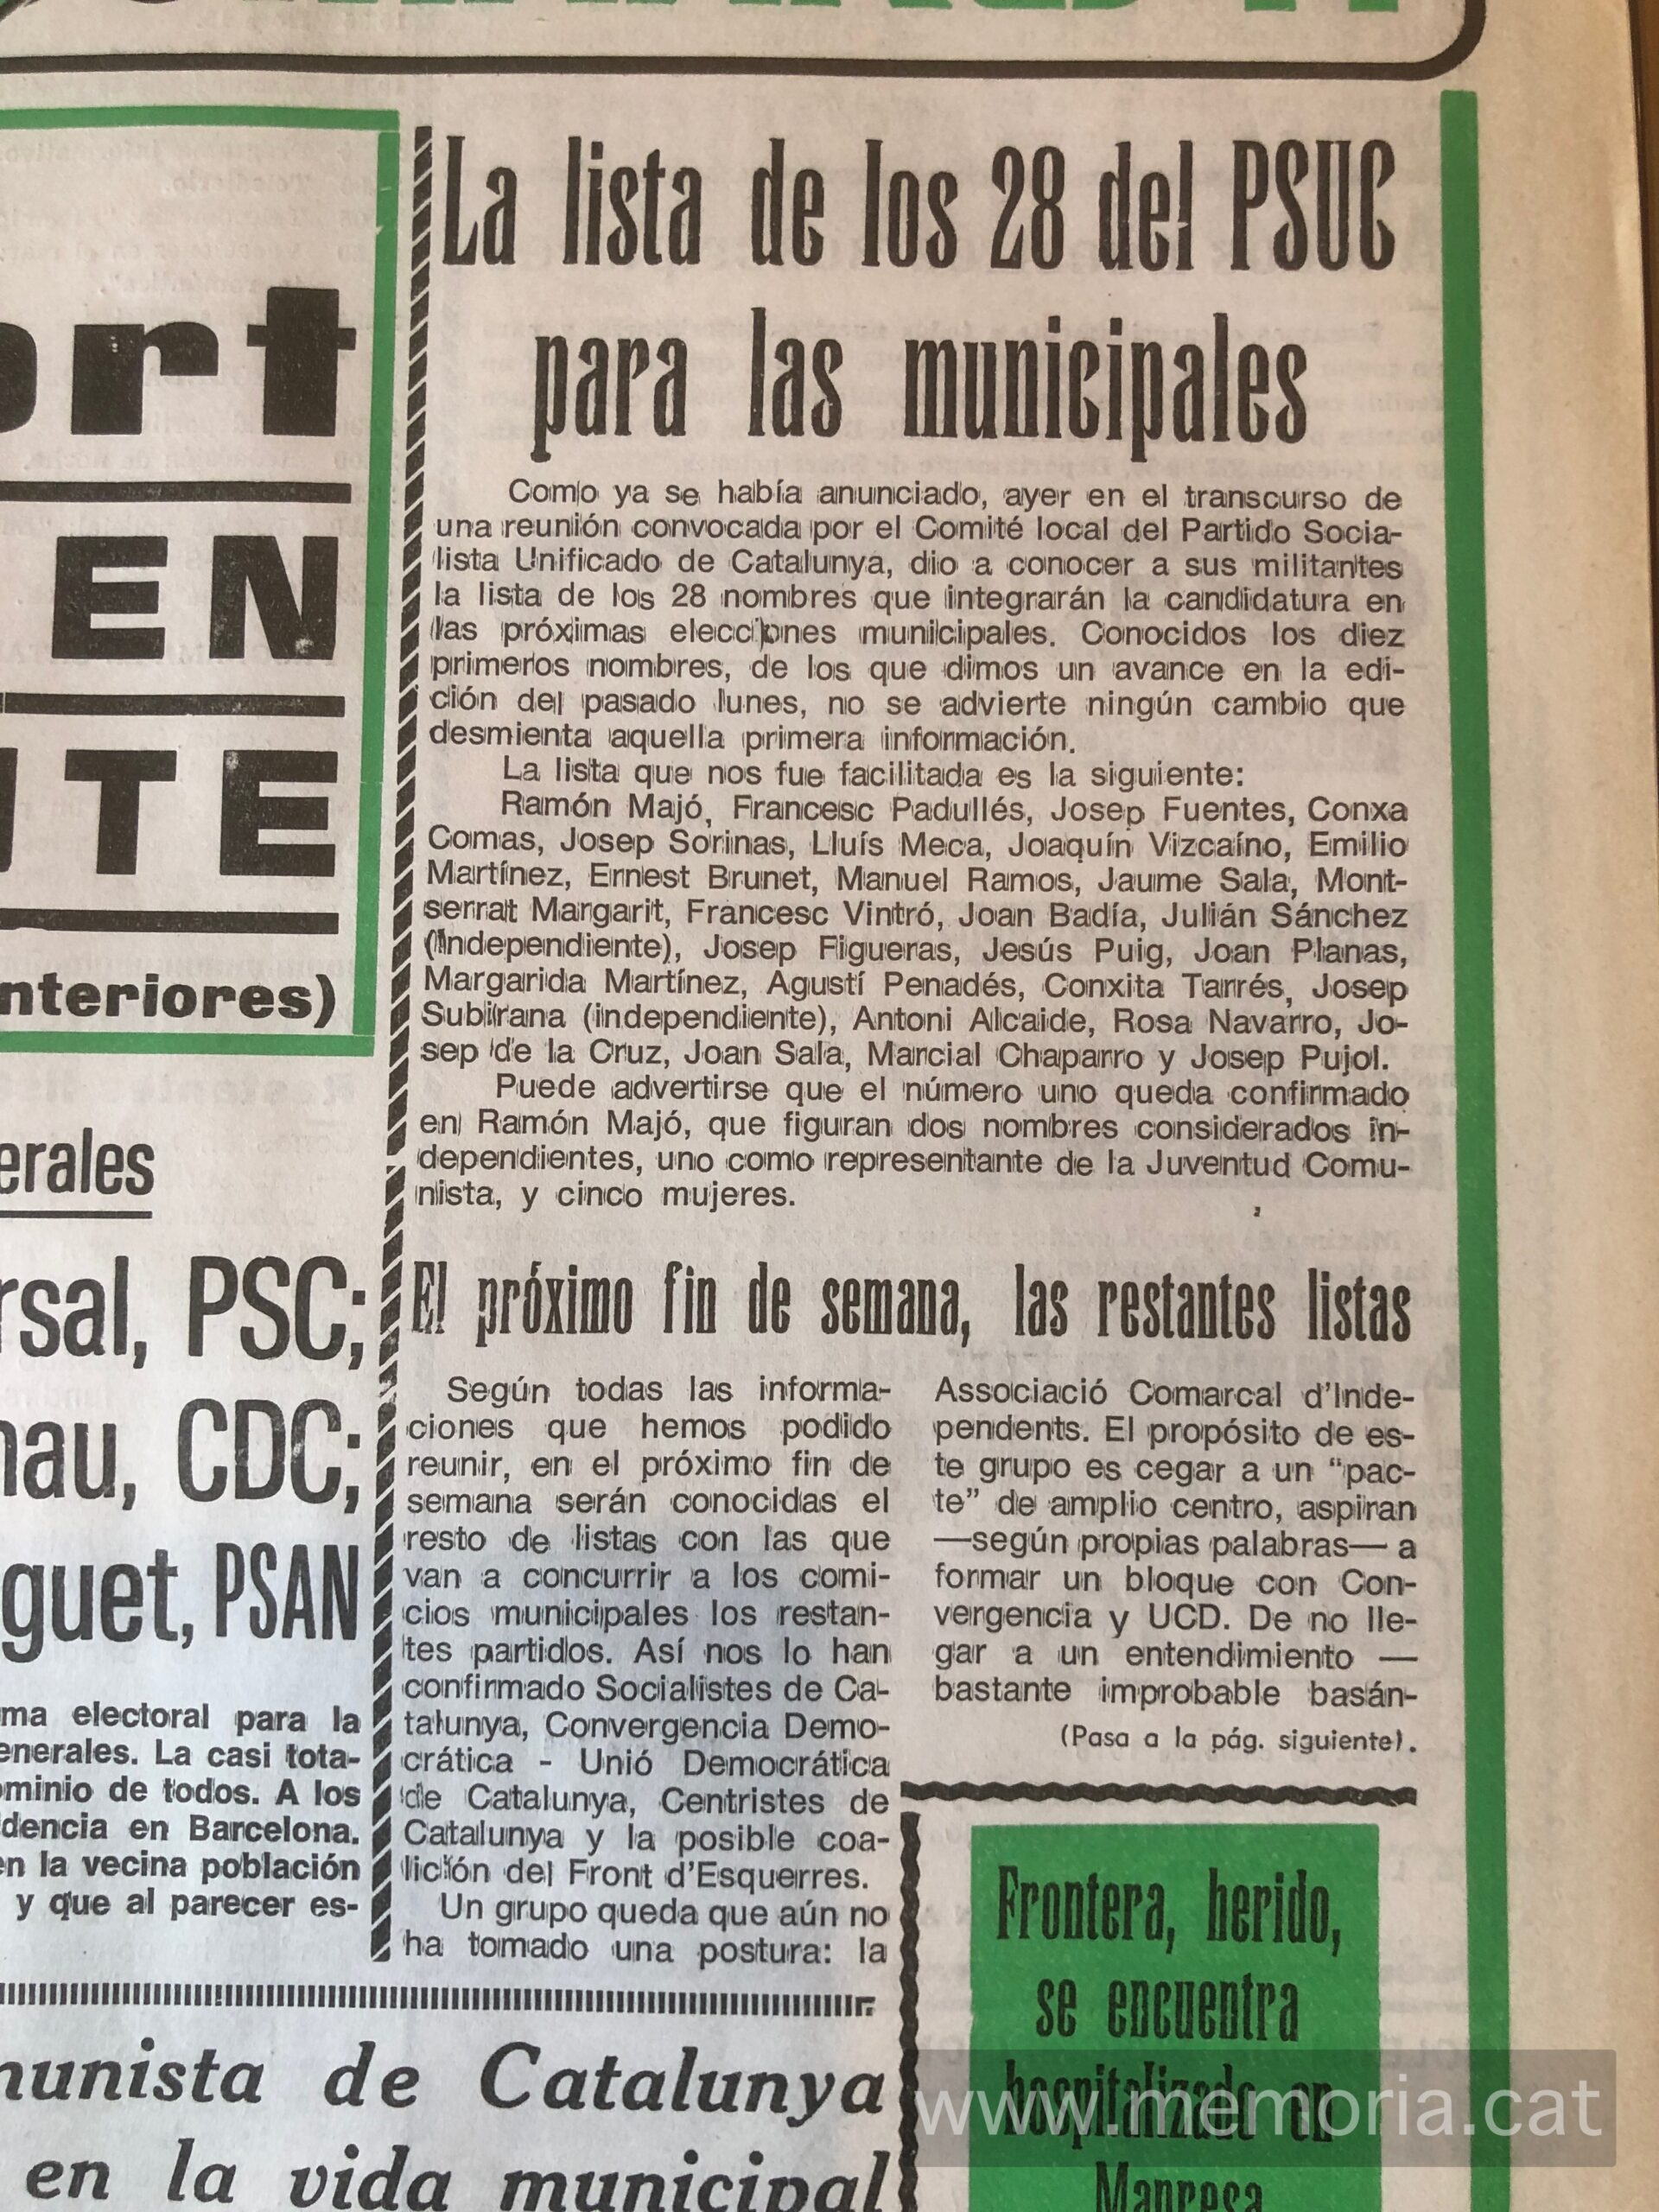 La lista de los 28 del PSUC
para las municipales
Como ya se había anunciado, ayer en el transcurso de
una reunión convocada por el Comité local del Partido Socia-
lista Unificado de Catalunya, dio a conocer a sus militantes
la lista de los 28 nombres que integrarán la candidatura en
las próximas elecciones municipales. Conocidos los diez
primeros nombres, de los que dimos un avance en la edi-
ción del pasado lunes, no se advierte ningún cambio que
desmienta aquella primera información.
La lista que nos fue facilitada es la siguiente:
Ramón Majó, Francesc Padullés, Josep Fuentes, Conxa
Comas, Josep Sorinas, Lluís Meca, Joaquín Vizcaíno, Emilio
Martínez, Ernest Brunet, Manuel Ramos, Jaume Sala, Mont-
serrat Margarit, Francesc Vintró, Joan Badía, Julián Sánchez
(Independiente), Josep Figueras, Jesús Puig, Joan Planas,
Margarida Martínez, Agustí Penadés, Conxita Tarrés, Josep
Subirana (independiente), Antoni Alcaide, Rosa Navarro, Jo-
sep de la Cruz, Joan Sala, Marcial Chaparro y Josep Pujol.
Puede advertirse que el número uno queda confirmado
en Ramón Majó, que figuran dos nombres considerados in-
dependientes, uno como representante de la Juventud Comu-
nista, y cinco mujeres.
El próximo fin de semana, las restantes listas
Según todas las informa-
ciones que hemos podido
reunir, en el próximo fin de
semana serán conocidas el
resto de listas con las que
van a concurrir a los comi-
cios municipales los restan-
tes partidos. Así nos lo han
confirmado Socialistes de Ca-
talunya, Convergencia Demo-
crática - Unió Democrática
de Catalunya, Centristes de
Catalunya y la posible coa-
lición del Front d'Esquerres.
Un grupo queda que aún no
ha tomado una postura: la
Associació Comarcal d'Inde-
pendents. El propósito de es-
te grupo es cegar a un "pac-
te" de amplio centro, aspiran
—según propias palabras— a
formar un bloque con Con-
vergencia y UCD. De no lle-
gar a un entendimiento —
bastante improbable basán-
(Pasa a la pág. siguiente).
Frontera, herido,
se encuentra
hospitalizado en
Manresa
ort
EN
UTE
nteriores)
erales
rsal, PSC;
nau, CDC;
guet, PSAN
ma electoral para la
enerales. La casi tota-
ominio de todos. A los
dencia en Barcelona.
en la vecina población
y que al parecer es-
nunista de Catalunya
en la vida municipal
www.memoria.cat